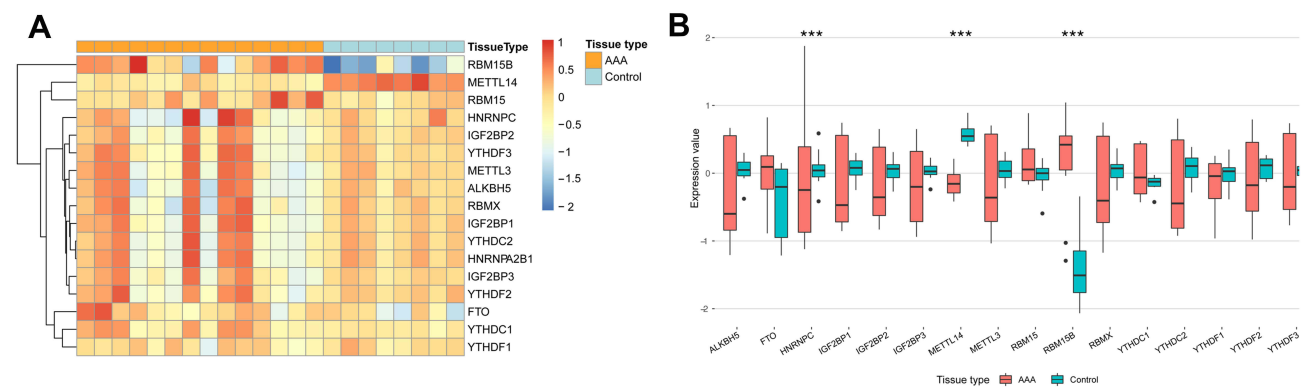 A
TissueType
RBM15B
METTL14
RBM15
HNRNPC
IGF2BP2
YTHDF3
METTL3
ALKBH5
RBMX
IGF2BP1
YTHDC2
HNRNPA2B1
IGF2BP3
YTHDF2
FTO
YTHDC1
YTHDF1
1
0.5
0
−0.5
−1
−1.5
−2
Tissue type
AAA
Control
B
*** *** ***
Expression value
2
1
0
−1
−2
ALKBH5 FTO HNRNPC IGF2BP1 IGF2BP2 IGF2BP3 METTL14 METTL3 RBM15 RBM15B RBMX YTHDC1 YTHDC2 YTHDF1 YTHDF2 YTHDF3
Tissue type AAA Control